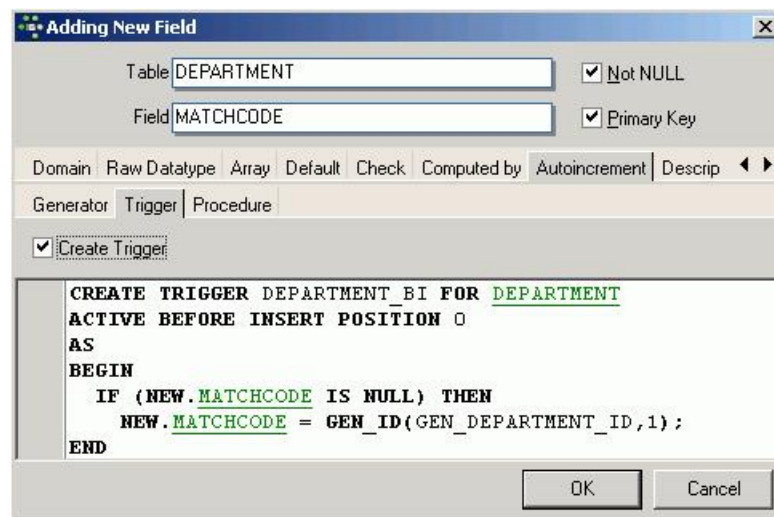 Adding New Field
Table DEPARTMENT Not NULL
Field MATCHCODE Primary Key
Domain Raw Datatype Array Default Check Computed by Autoincrement Descrip
Generator Trigger Procedure
Create Trigger
CREATE TRIGGER DEPARTMENT_BI FOR DEPARTMENT
ACTIVE BEFORE INSERT POSITION 0
AS
BEGIN
IF (NEW.MATCHCODE IS NULL) THEN
NEW.MATCHCODE = GEN_ID(GEN_DEPARTMENT_ID,1);
END
OK Cancel